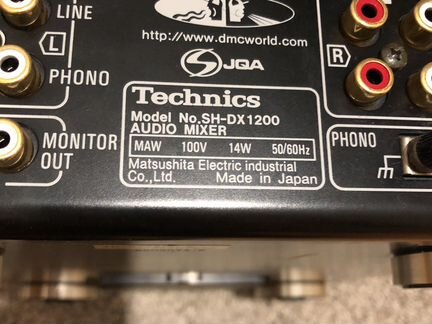 LINE
http://www.dmcworld.com
L
JQA
R
PHONO
Technics
Model No.SH-DX1200
AUDIO MIXER
MONITOR
OUT
MAW 100V 14W 50/60Hz
PHONO
Matsushita Electric industrial
Co.,Ltd. Made in Japan